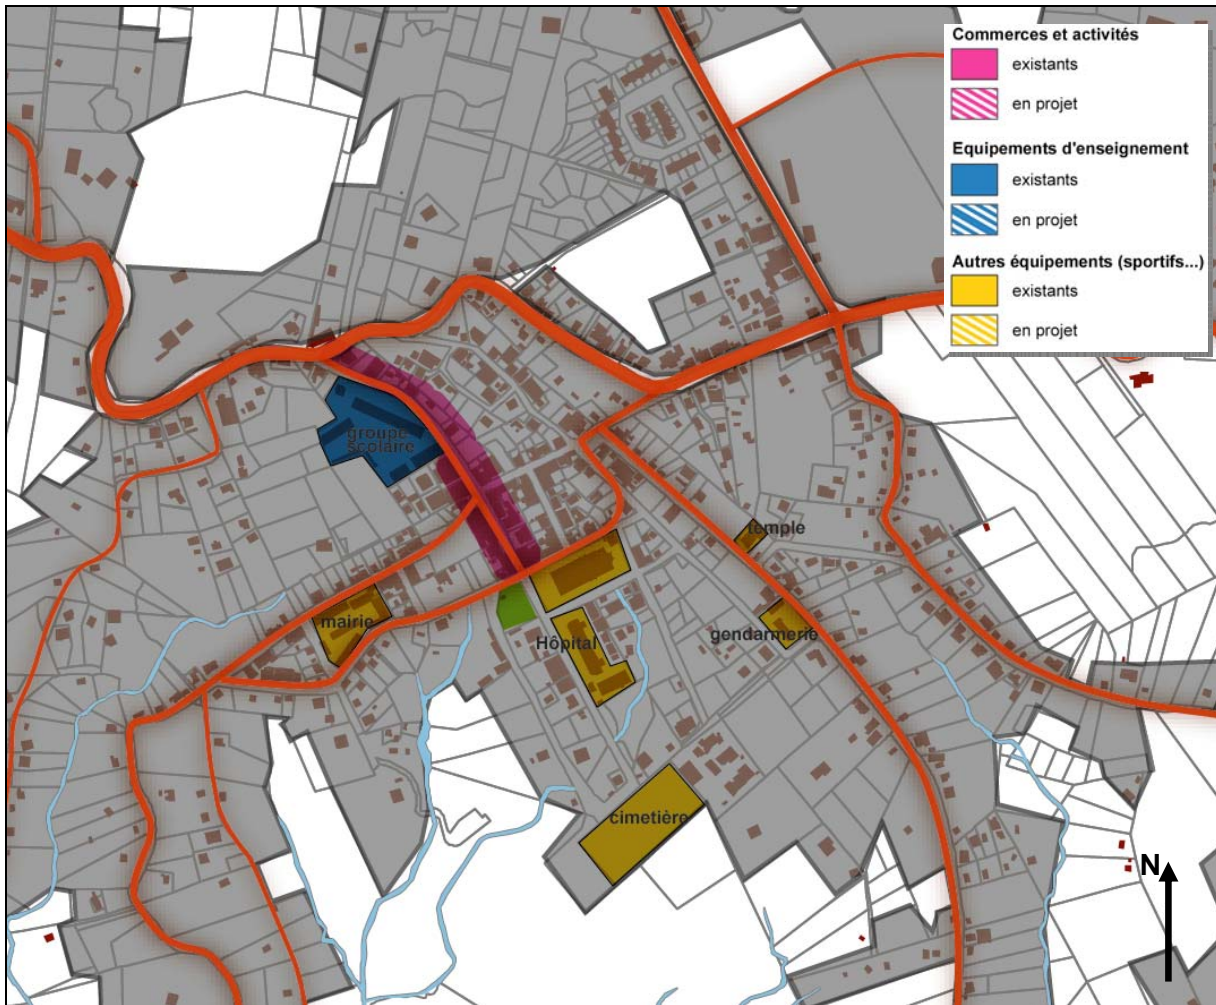 Commerces et activités
existants
en projet
Equipements d'enseignement
existants
en projet
Autres équipements (sportifs...)
existants
en projet
groupe
scolaire
temple
mairie
Hôpital
gendarmerie
cimetière
N